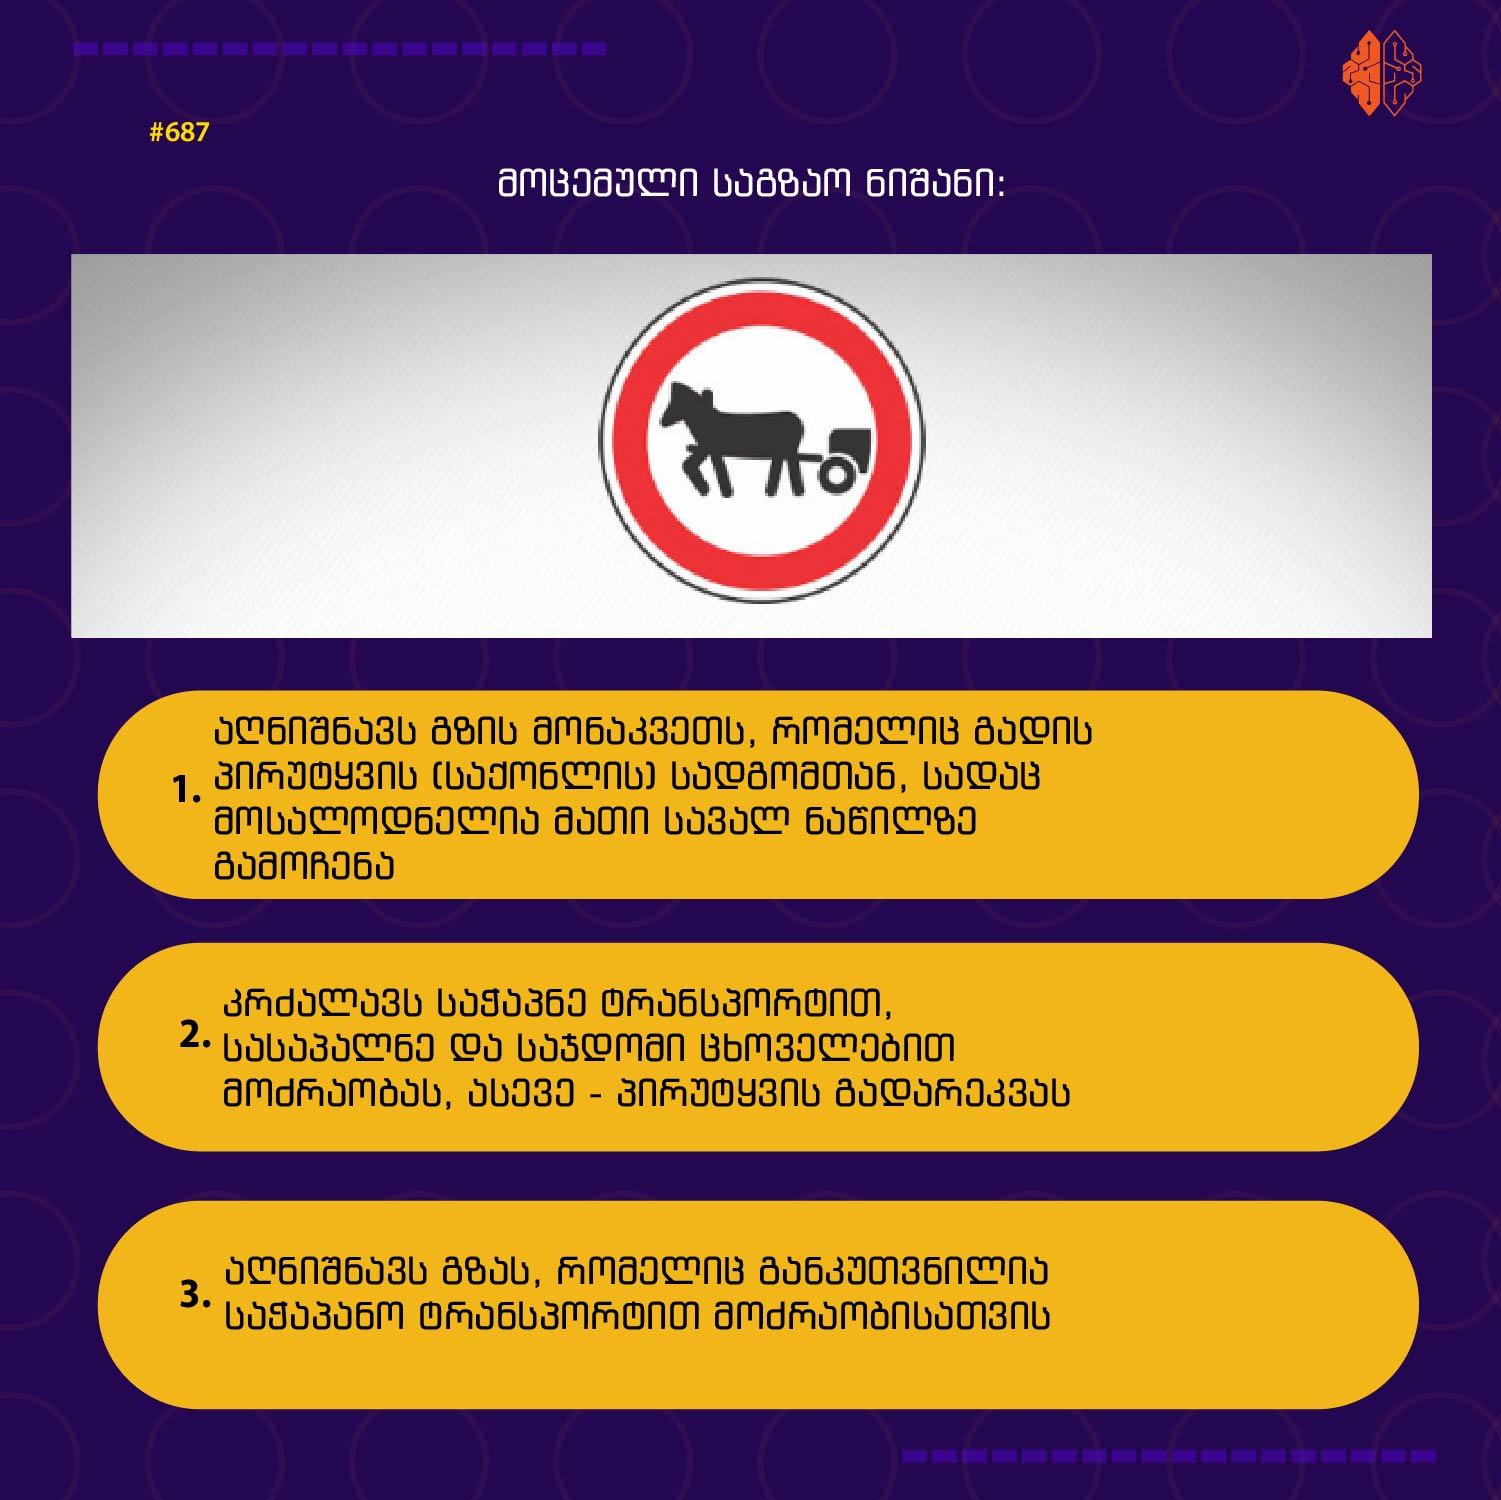 #687
მოცემული საგზაო ნიშანი:
აღნიშნავს გზის მონაკვეთს, რომელიც გადის
1. პირუტყვის (საქონლის) სადგომთან, სადაც
მოსალოდნელია მათი სავალ ნაწილზე
გამოჩენა
კრძალავს საჭაპნე ტრანსპორტით,
2. სასაპალნე და საჯდომი ცხოველებით
მოძრაობას, ასევე - პირუტყვის გადარეკვას
აღნიშნავს გზას, რომელიც განკუთვნილია
3. საჭაპანო ტრანსპორტით მოძრაობისათვის